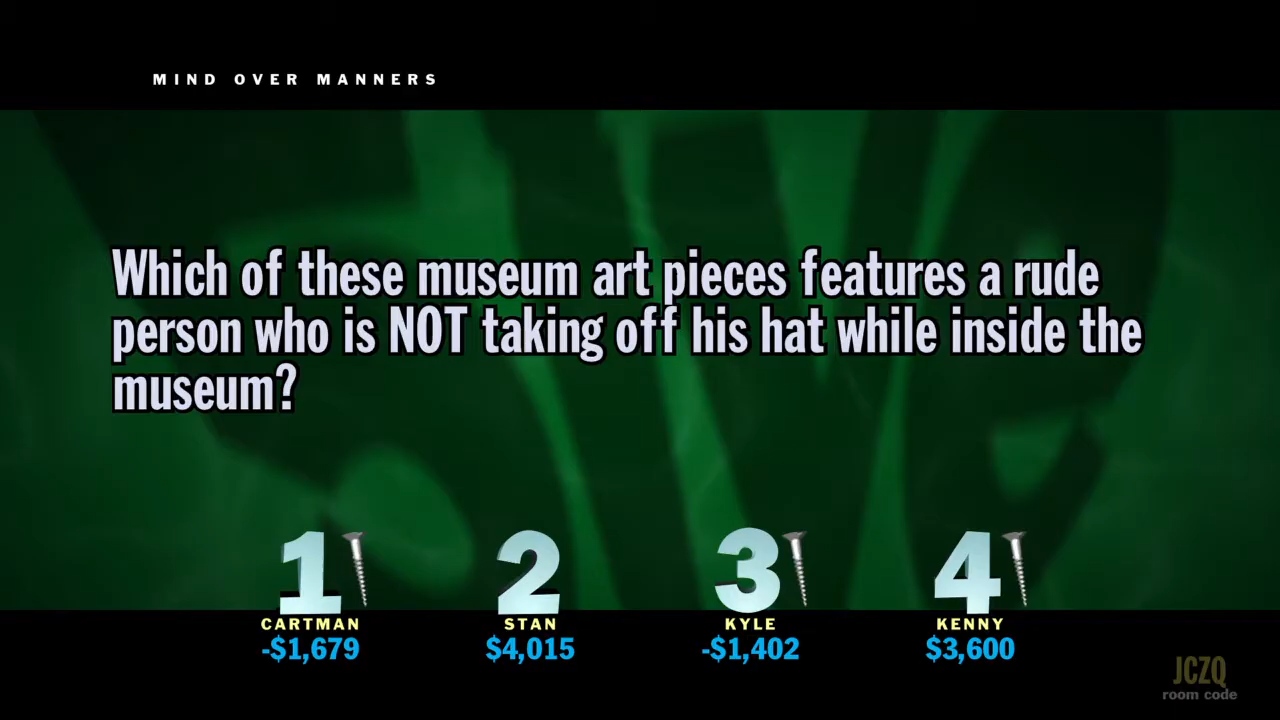 MIND OVER MANNERS
Which of these museum art pieces features a rude
person who is NOT taking off his hat while inside the
museum?
1 2 3 4
CARTMAN STAN KYLE KENNY
-$1,679 $4,015 -$1,402 $3,600
JCZQ
room code